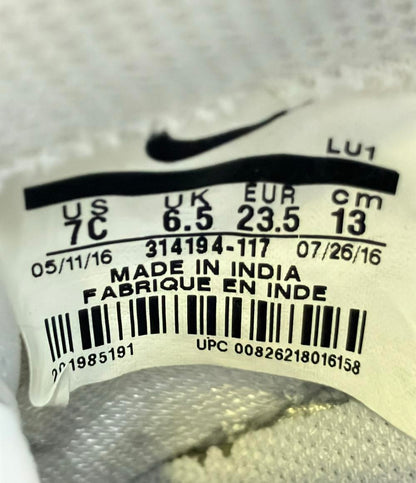 LU1
US UK EUR cm
7C 6.5 23.5 13
05/11/16 314194-117 07/26/16
MADE IN INDIA
FABRIQUE EN INDE
1985191 UPC 00826218016158